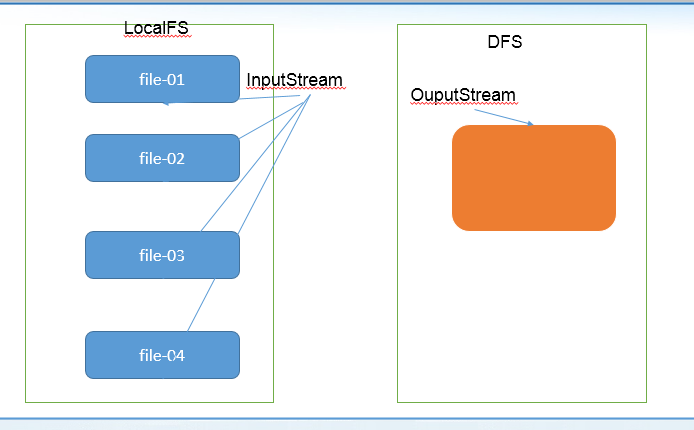 LocalFS
file-01
InputStream
file-02
file-03
file-04
DFS
OuputStream